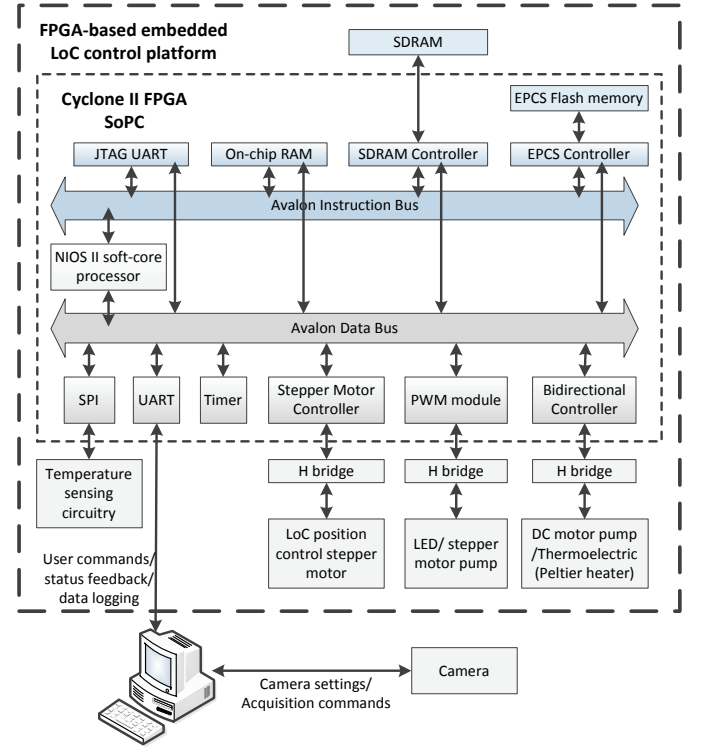 FPGA-based embedded
LoC control platform
SDRAM
Cyclone II FPGA
SoPC
EPCS Flash memory
JTAG UART
On-chip RAM
SDRAM Controller
EPCS Controller
Avalon Instruction Bus
NIOS II soft-core
processor
Avalon Data Bus
SPI
UART
Timer
Stepper Motor
Controller
PWM module
Bidirectional
Controller
Temperature
sensing
circuitry
H bridge
H bridge
H bridge
LoC position
control stepper
motor
LED/ stepper
motor pump
DC motor pump
/Thermoelectric
(Peltier heater)
User commands/
status feedback/
data logging
Camera settings/
Acquisition commands
Camera